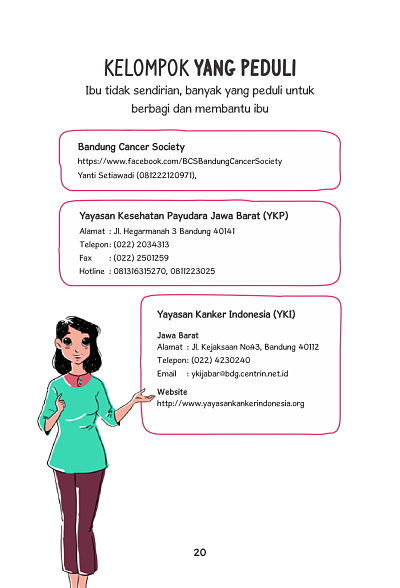 KELOMPOK YANG PEDULI
Ibu tidak sendirian, banyak yang peduli untuk
berbagi dan membantu ibu
Bandung Cancer Society
https://www.facebook.com/BCSBandungCancerSociety
Yanti Setiawadi (081222120971),
Yayasan Kesehatan Payudara Jawa Barat (YKP)
Alamat : Jl. Hegarmanah 3 Bandung 40141
Telepon : (022) 2034313
Fax : (022) 2501259
Hotline : 081316315270, 0811223025
Yayasan Kanker Indonesia (YKI)
Jawa Barat
Alamat : Jl. Kejaksaan No43, Bandung 40112
Telepon : (022) 4230240
Email : ykijabar@bdg.centrin.net.id
Website
http://www.yayasankankerindonesia.org
20